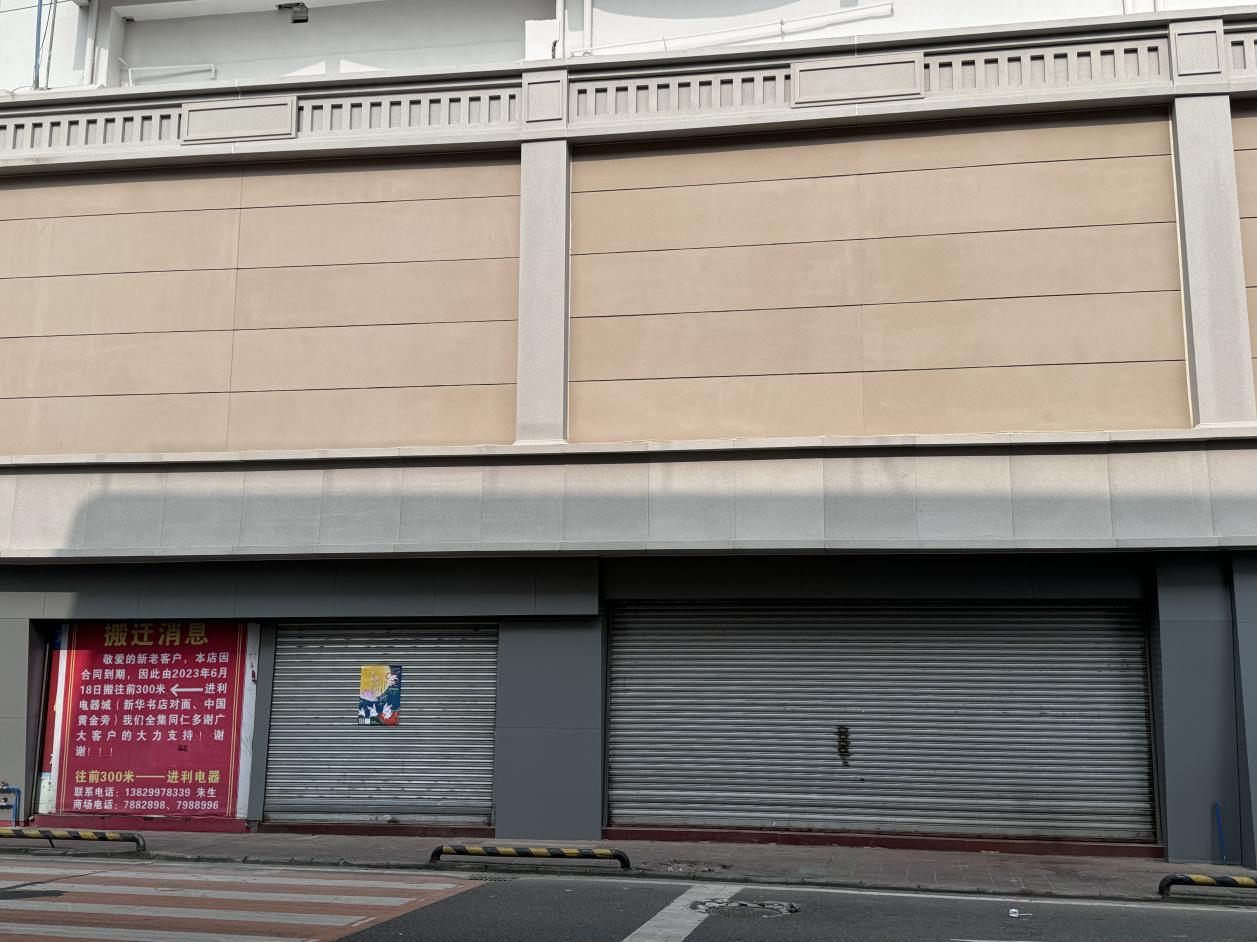 搬迁消息
敬爱的新老客户，本店因
合同到期，因此由2023年6月
18日搬往前300米←进利
电器城（新华书店对面、中国
黄金旁）我们全集同仁多谢广
大客户的大力支持！谢
谢！！！
往前300米——进利电器
联系电话：13829978339 朱生
商场电话：7882898、7988996